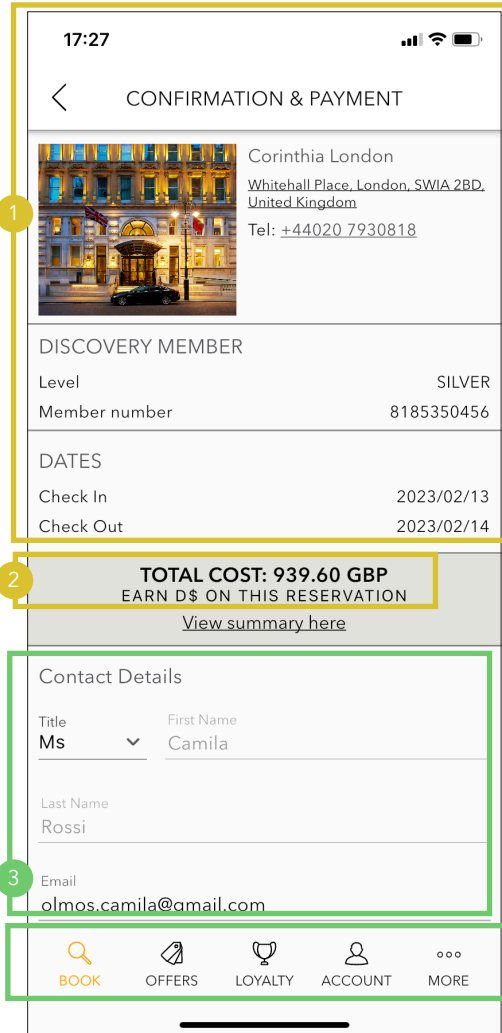 17:27
CONFIRMATION & PAYMENT
Corinthia London
Whitehall Place, London, SWIA 2BD,
United Kingdom
Tel: +44020 7930818
1
DISCOVERY MEMBER
Level SILVER
Member number 8185350456
DATES
Check In 2023/02/13
Check Out 2023/02/14
2
TOTAL COST: 939.60 GBP
EARN D$ ON THIS RESERVATION
View summary here
Contact Details
Title First Name
Ms Camila
Last Name
Rossi
3
Email
olmos.camila@gmail.com
BOOK OFFERS LOYALTY ACCOUNT MORE